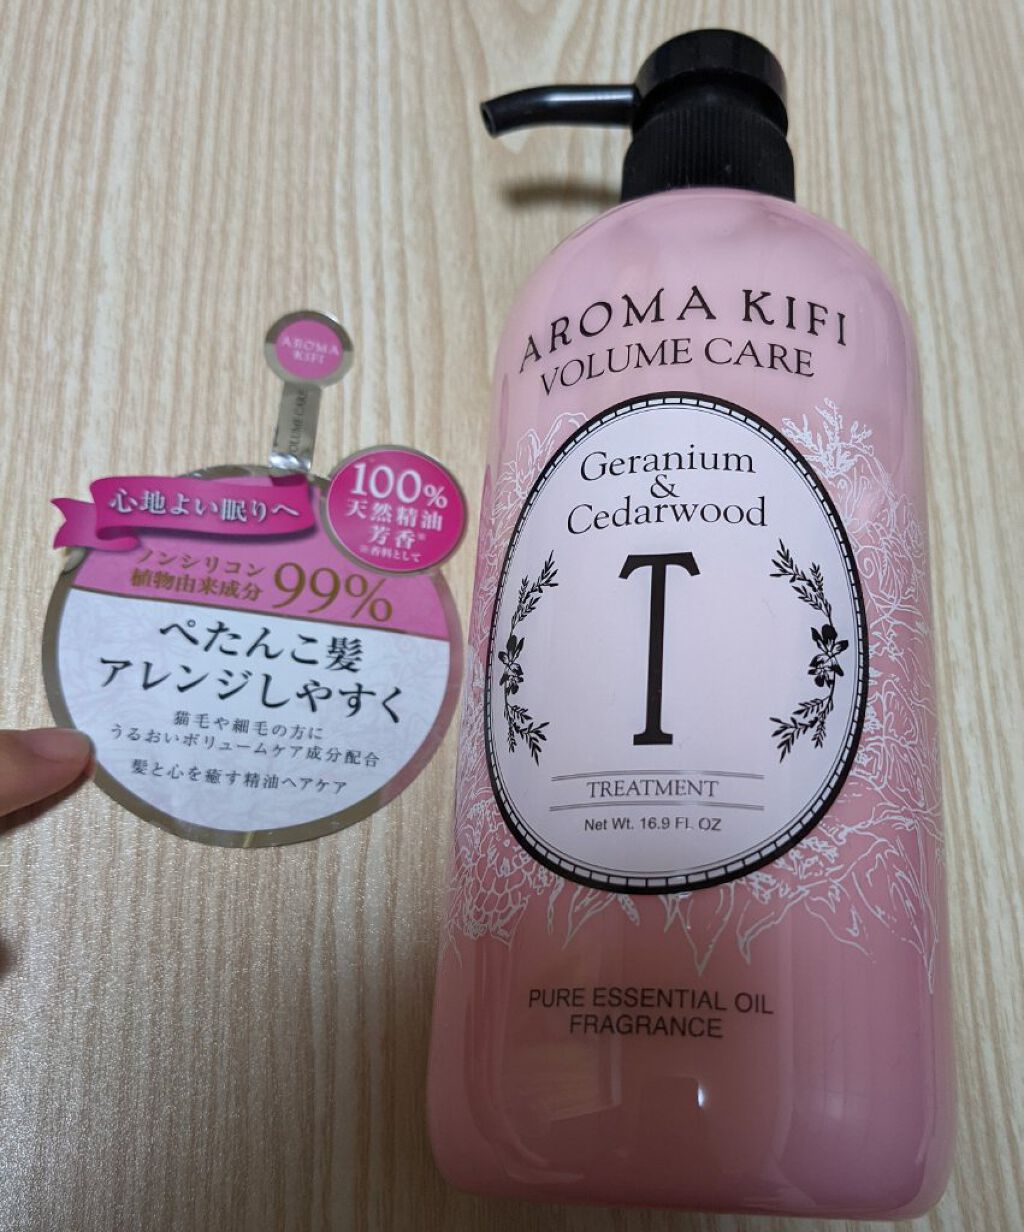 AROMA
KIFI
VOLUME CARE
心地よい眠りへ
100%
天然精油
芳香※
※香料として
ノンシリコン
植物由来成分 99%
ぺたんこ髪
アレンジしやすく
猫毛や細毛の方に
うるおいボリュームケア成分配合
髪と心を癒す精油ヘアケア
AROMA KIFI
VOLUME CARE
Geranium
&
Cedarwood
T
TREATMENT
Net Wt. 16.9 FL OZ
PURE ESSENTIAL OIL
FRAGRANCE